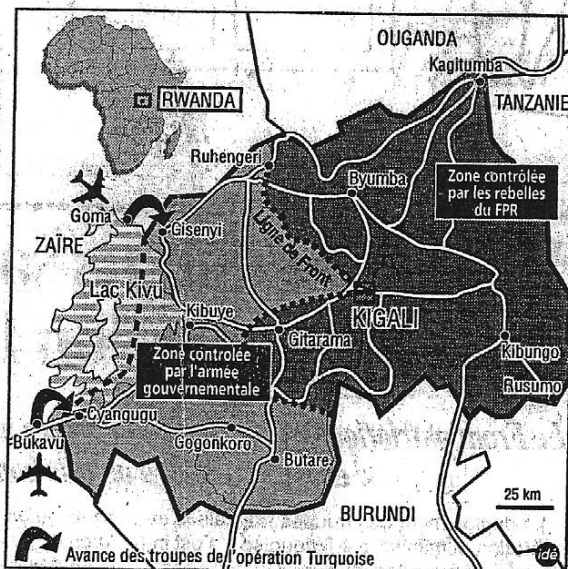 OUGANDA
Kagitumba
TANZANIE
RWANDA
Ruhengeri
Byumba
Zone contrôlée
par les rebelles
du FPR
Goma
Gisenyi
ZAÏRE
Ligne de Front
Lac Kivu
KIGALI
Kibuye
Gitarama
Kibungo
Zone controlée
par l'armée
gouvernementale
Rusumo
Cyangugu
Bukavu
Gogonkoro
Butare
25 km
BURUNDI
Avance des troupes de l'opération Turquoise
idé